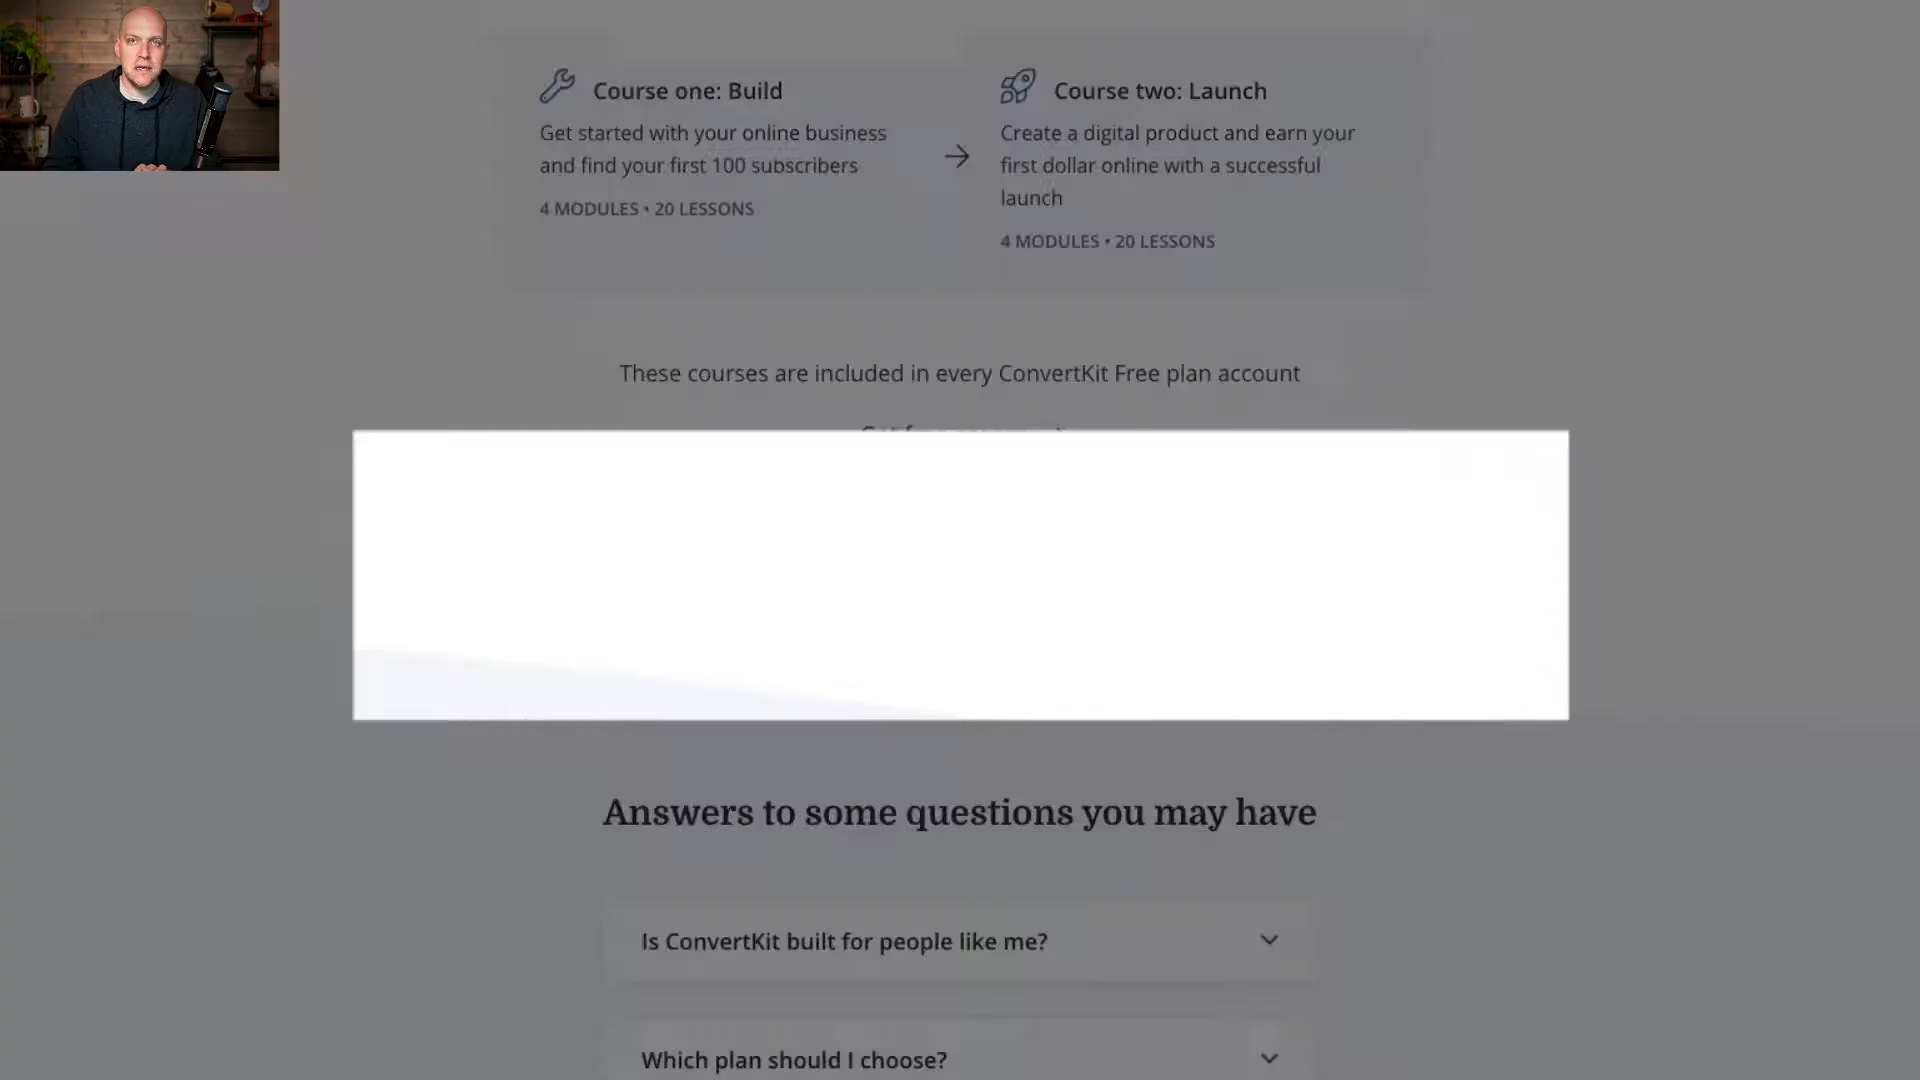 Course one: Build
Get started with your online business
and find your first 100 subscribers
4 MODULES • 20 LESSONS
Course two: Launch
Create a digital product and earn your
first dollar online with a successful
launch
4 MODULES • 20 LESSONS
These courses are included in every ConvertKit Free plan account
Answers to some questions you may have
Is ConvertKit built for people like me?
Which plan should I choose?